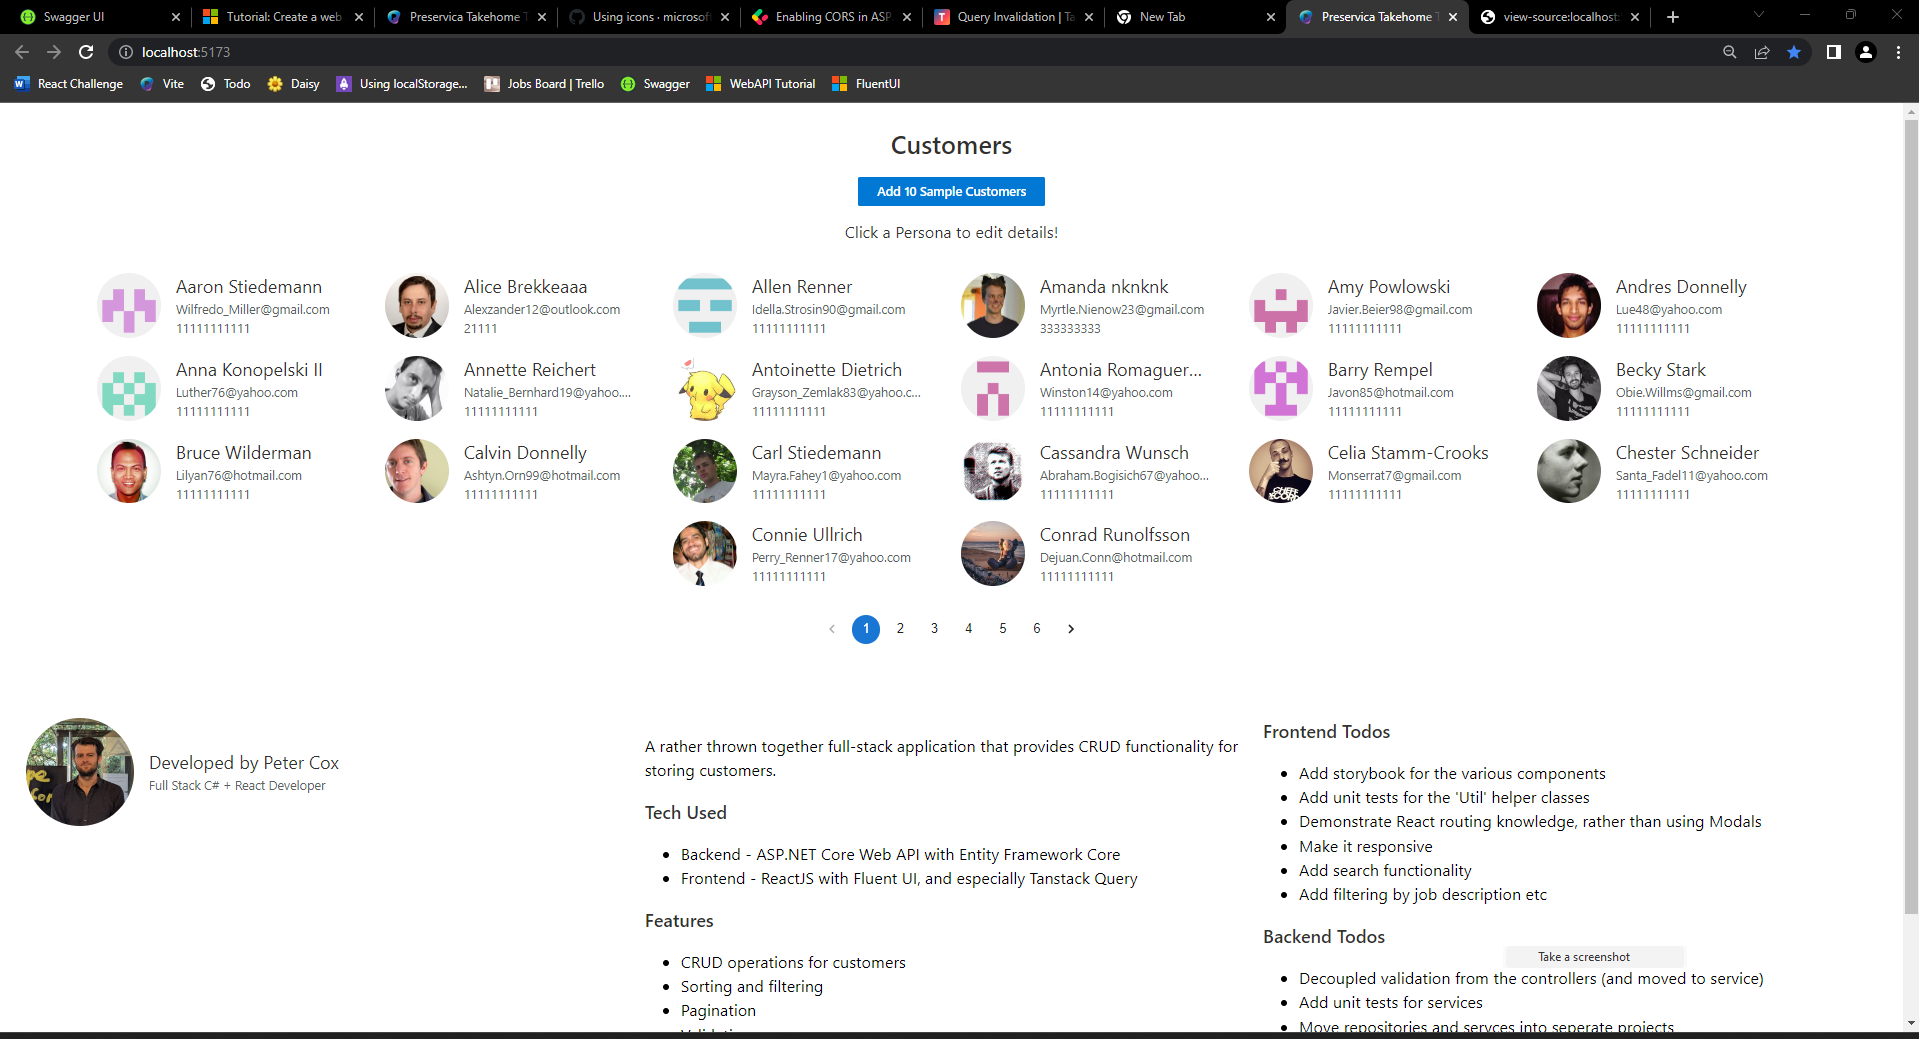 Swagger UI
Tutorial: Create a web
Preservica Takehome T
Using icons · microsoft
Enabling CORS in ASP.
Query Invalidation | Ta
New Tab
Preservica Takehome T
view-source:localhost:
localhost:5173
React Challenge
Vite
Todo
Daisy
Using localStorage...
Jobs Board | Trello
Swagger
WebAPI Tutorial
FluentUI
Customers
Add 10 Sample Customers
Click a Persona to edit details!
Aaron Stiedemann
Wilfredo_Miller@gmail.com
11111111111
Alice Brekkeaaa
Alexzander12@outlook.com
21111
Allen Renner
Idella.Strosin90@gmail.com
11111111111
Amanda nknknk
Myrtle.Nienow23@gmail.com
333333333
Amy Powlowski
Javier.Beier98@gmail.com
11111111111
Andres Donnelly
Lue48@yahoo.com
11111111111
Anna Konopelski II
Luther76@yahoo.com
11111111111
Annette Reichert
Natalie_Bernhard19@yahoo....
11111111111
Antoinette Dietrich
Grayson_Zemlak83@yahoo.c...
11111111111
Antonia Romaguer...
Winston14@yahoo.com
11111111111
Barry Rempel
Javon85@hotmail.com
11111111111
Becky Stark
Obie.Willms@gmail.com
11111111111
Bruce Wilderman
Lilyan76@hotmail.com
11111111111
Calvin Donnelly
Ashtyn.Orn99@hotmail.com
11111111111
Carl Stiedemann
Mayra.Fahey1@yahoo.com
11111111111
Cassandra Wunsch
Abraham.Bogisich67@yahoo...
11111111111
Celia Stamm-Crooks
Monserrat7@gmail.com
11111111111
Chester Schneider
Santa_Fadel11@yahoo.com
11111111111
Connie Ullrich
Perry_Renner17@yahoo.com
11111111111
Conrad Runolfsson
Dejuan.Conn@hotmail.com
11111111111
1 2 3 4 5 6
Developed by Peter Cox
Full Stack C# + React Developer
A rather thrown together full-stack application that provides CRUD functionality for
storing customers.
Tech Used
Backend - ASP.NET Core Web API with Entity Framework Core
Frontend - ReactJS with Fluent UI, and especially Tanstack Query
Features
CRUD operations for customers
Sorting and filtering
Pagination
Frontend Todos
Add storybook for the various components
Add unit tests for the 'Util' helper classes
Demonstrate React routing knowledge, rather than using Modals
Make it responsive
Add search functionality
Add filtering by job description etc
Backend Todos
Take a screenshot
Decoupled validation from the controllers (and moved to service)
Add unit tests for services
Move repositories and servces into seperate projects